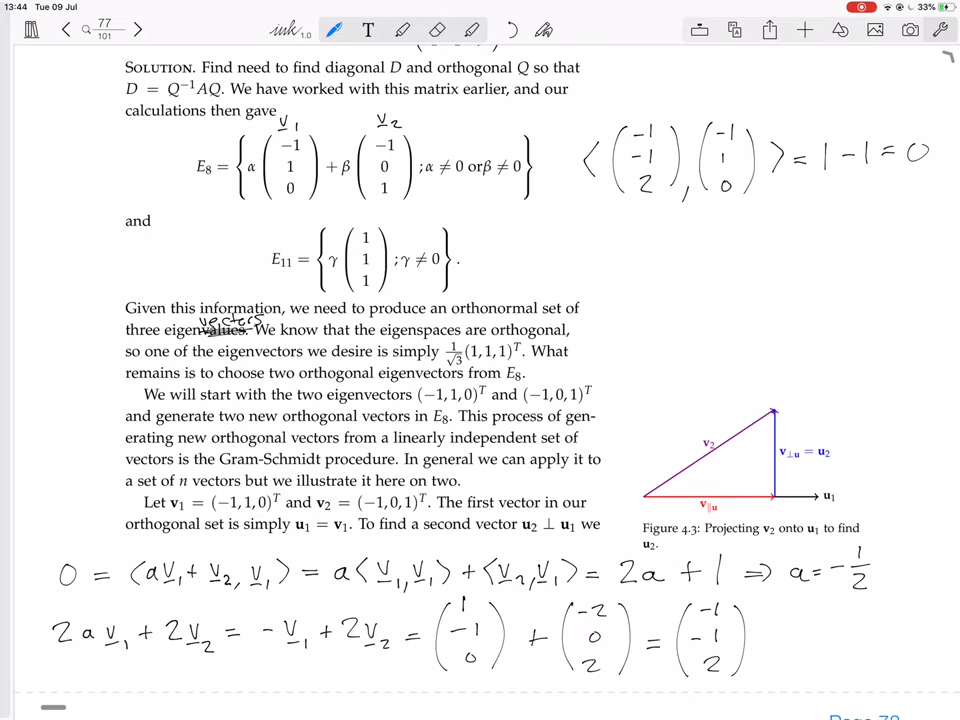 13:44 Tue 09 Jul
33%
77
101
ink 1.0
T
SOLUTION. Find need to find diagonal D and orthogonal Q so that
D = Q⁻¹AQ. We have worked with this matrix earlier, and our
calculations then gave
v₁ v₂
E₈ = { α (−1 1 0) + β (−1 0 1) ; α ≠ 0 orβ ≠ 0 }
⟨ (-1 -1 2), (-1 1 0) ⟩ = 1 - 1 = 0
and
E₁₁ = { γ (1 1 1) ; γ ≠ 0 } .
Given this information, we need to produce an orthonormal set of
vectors
three eigenvalues. We know that the eigenspaces are orthogonal,
so one of the eigenvectors we desire is simply 1/√3 (1, 1, 1)ᵀ. What
remains is to choose two orthogonal eigenvectors from E₈.
We will start with the two eigenvectors (−1, 1, 0)ᵀ and (−1, 0, 1)ᵀ
and generate two new orthogonal vectors in E₈. This process of gen-
erating new orthogonal vectors from a linearly independent set of
vectors is the Gram-Schmidt procedure. In general we can apply it to
a set of n vectors but we illustrate it here on two.
Let v₁ = (−1, 1, 0)ᵀ and v₂ = (−1, 0, 1)ᵀ. The first vector in our
orthogonal set is simply u₁ = v₁. To find a second vector u₂ ⊥ u₁ we
v₂
v⊥u = u₂
u₁
v∥u
Figure 4.3: Projecting v₂ onto u₁ to find
u₂.
0 = ⟨av₁ + v₂, v₁⟩ = a⟨v₁, v₁⟩ + ⟨v₂, v₁⟩ = 2a + 1 ⇒ a = -1/2
2av₁ + 2v₂ = -v₁ + 2v₂ = (1 -1 0) + (-2 0 2) = (-1 -1 2)